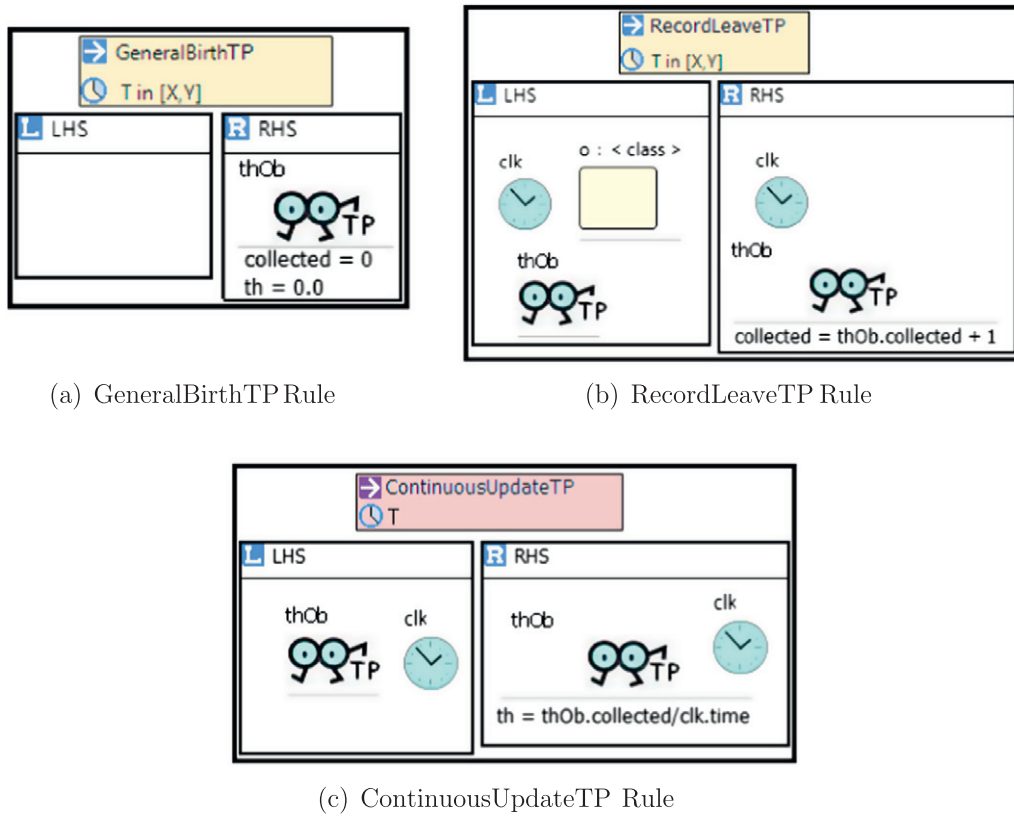 GeneralBirthTP
T in [X,Y]
L LHS
R RHS
thOb
TP
collected = 0
th = 0.0
(a) GeneralBirthTP Rule
RecordLeaveTP
T in [X,Y]
L LHS
R RHS
clk
o : < class >
thOb
TP
clk
thOb
TP
collected = thOb.collected + 1
(b) RecordLeaveTP Rule
ContinuousUpdateTP
T
L LHS
R RHS
thOb
clk
TP
thOb
clk
TP
th = thOb.collected/clk.time
(c) ContinuousUpdateTP Rule